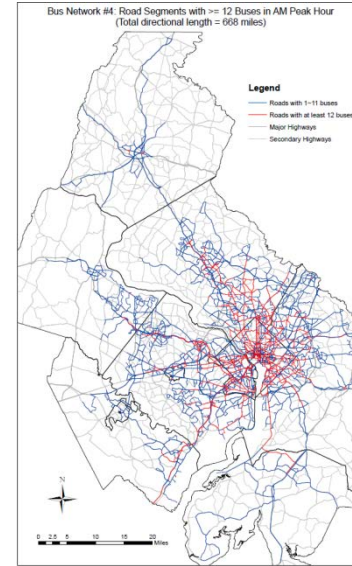 Bus Network #4: Road Segments with >= 12 Buses in AM Peak Hour
(Total directional length = 668 miles)
Legend
Roads with 1~11 buses
Roads with at least 12 buses
Major Highways
Secondary Highways
N
0 2.5 5 10 15 20
Miles